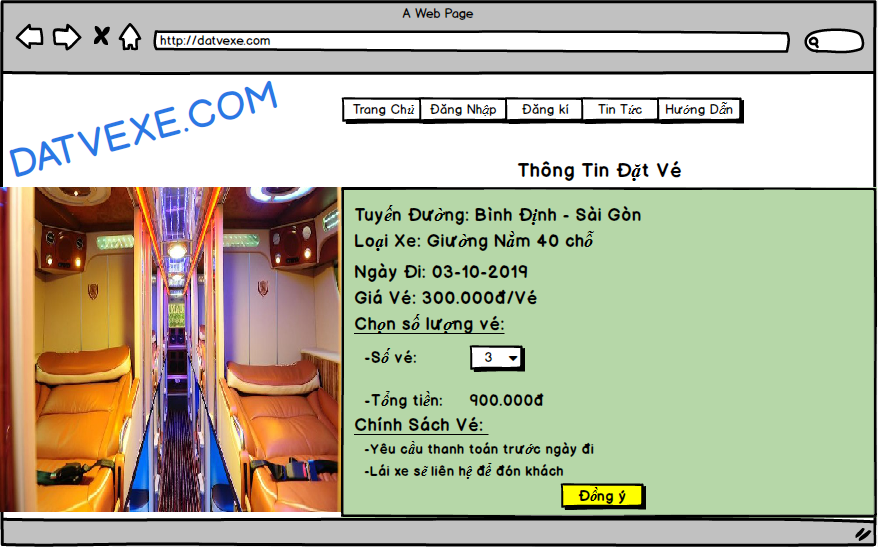 A Web Page
http://datvexe.com
DATVEXE.COM
Trang Chủ Đăng Nhập Đăng kí Tin Tức Hướng Dẫn
Thông Tin Đặt Vé
Tuyến Đường: Bình Định - Sài Gòn
Loại Xe: Giường Nằm 40 chỗ
Ngày Đi: 03-10-2019
Giá Vé: 300.000đ/Vé
Chọn số lượng vé:
-Số vé: 3
-Tổng tiền: 900.000đ
Chính Sách Vé:
-Yêu cầu thanh toán trước ngày đi
-Lái xe sẽ liên hệ để đón khách
Đồng ý